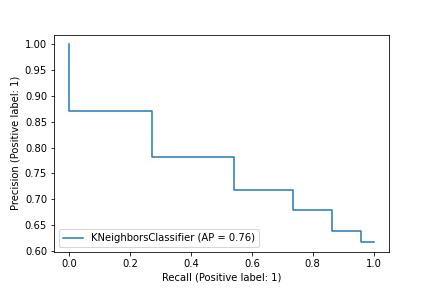 1.00
0.95
0.90
0.85
0.80
0.75
0.70
0.65
0.60
Precision (Positive label: 1)
KNeighborsClassifier (AP = 0.76)
0.0 0.2 0.4 0.6 0.8 1.0
Recall (Positive label: 1)